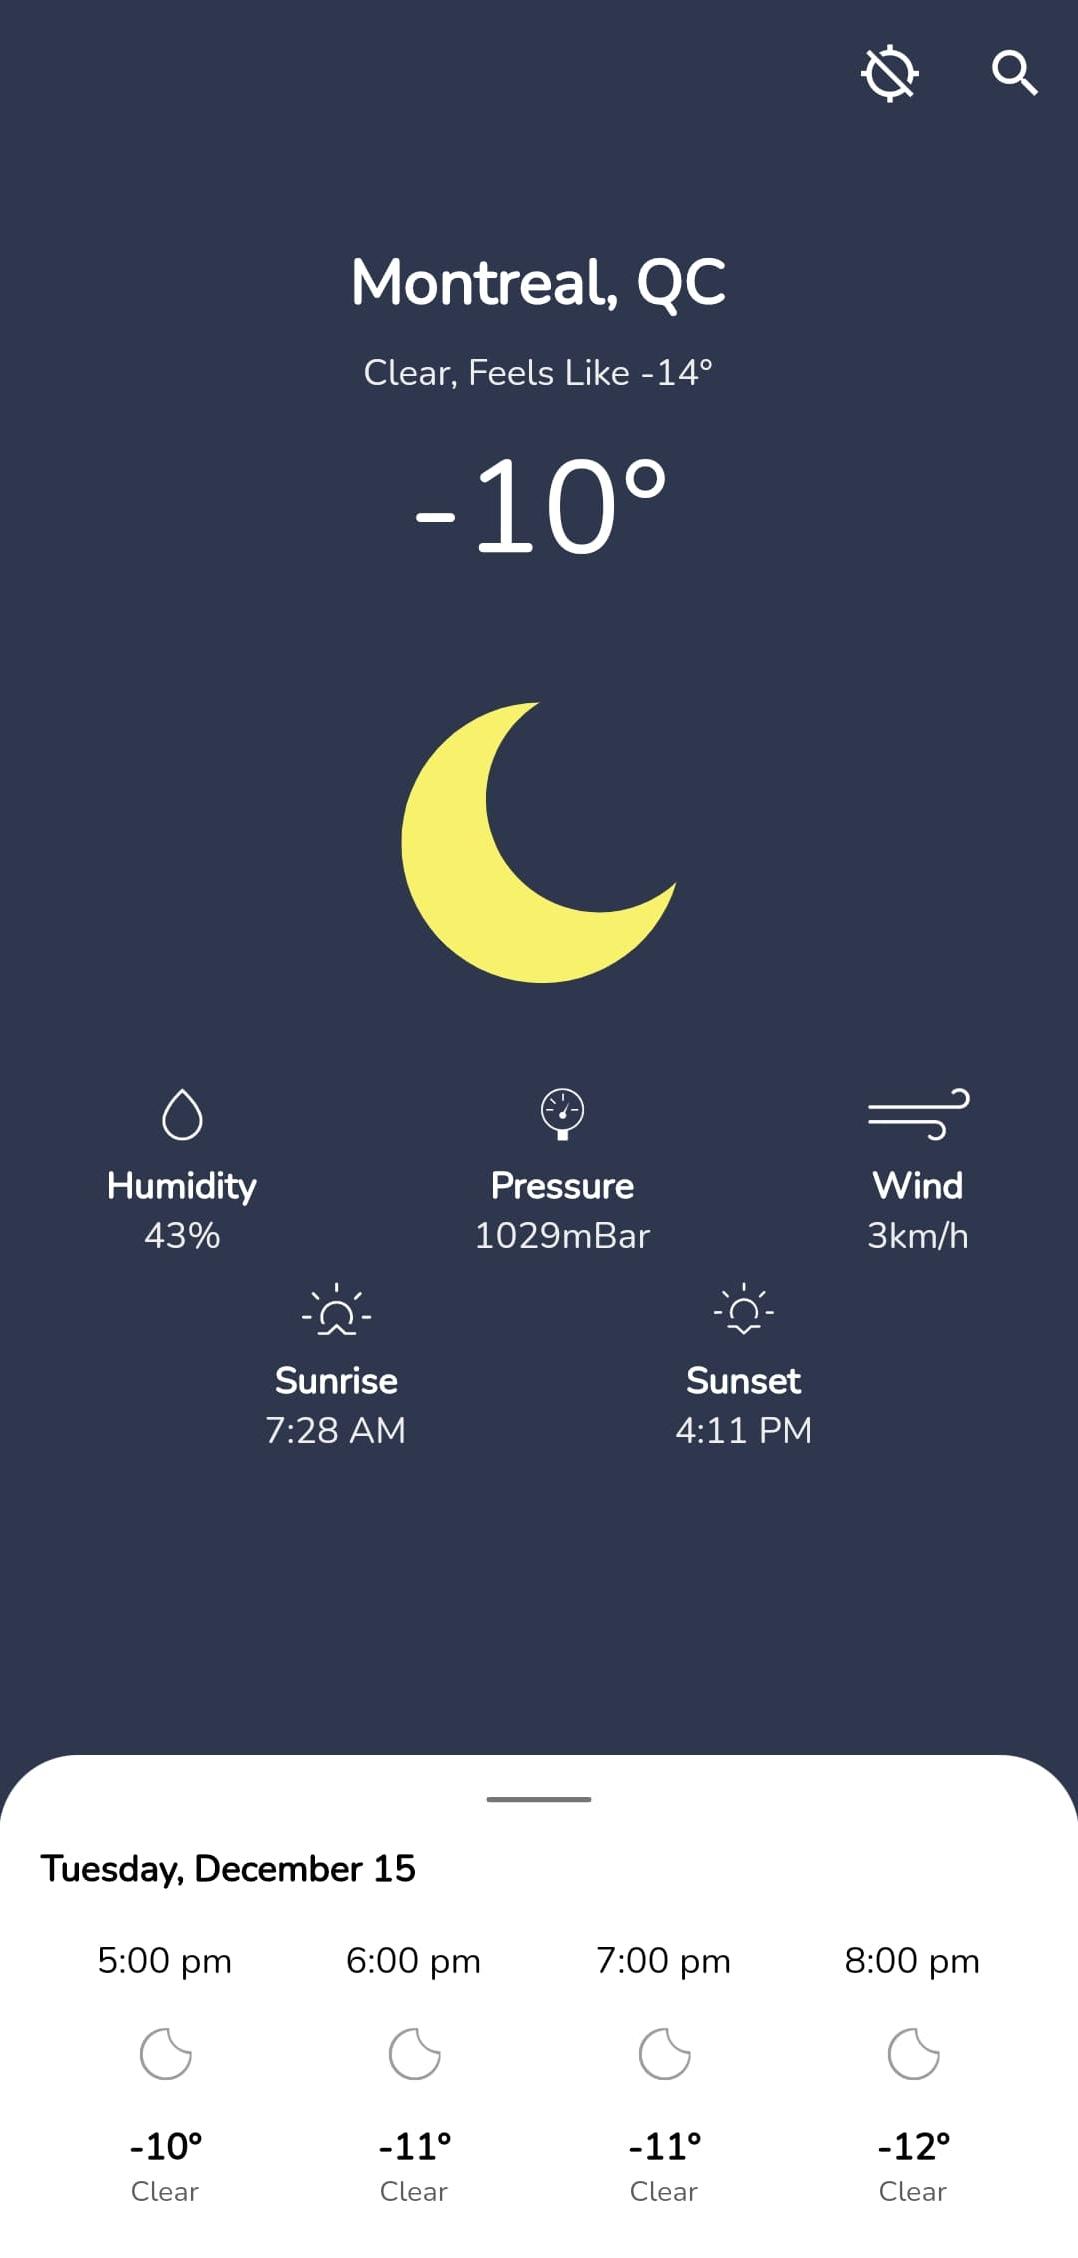 Montreal, QC
Clear, Feels Like -14°
-10°
Humidity Pressure Wind
43% 1029mBar 3km/h
Sunrise Sunset
7:28 AM 4:11 PM
Tuesday, December 15
5:00 pm 6:00 pm 7:00 pm 8:00 pm
-10° -11° -11° -12°
Clear Clear Clear Clear